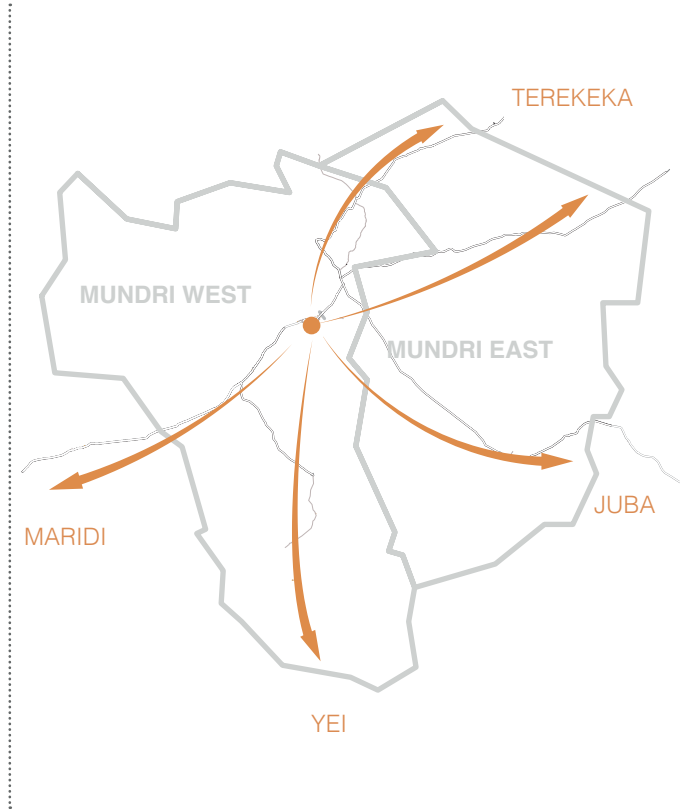 TEREKEKA
MUNDRI WEST
MUNDRI EAST
JUBA
MARIDI
YEI